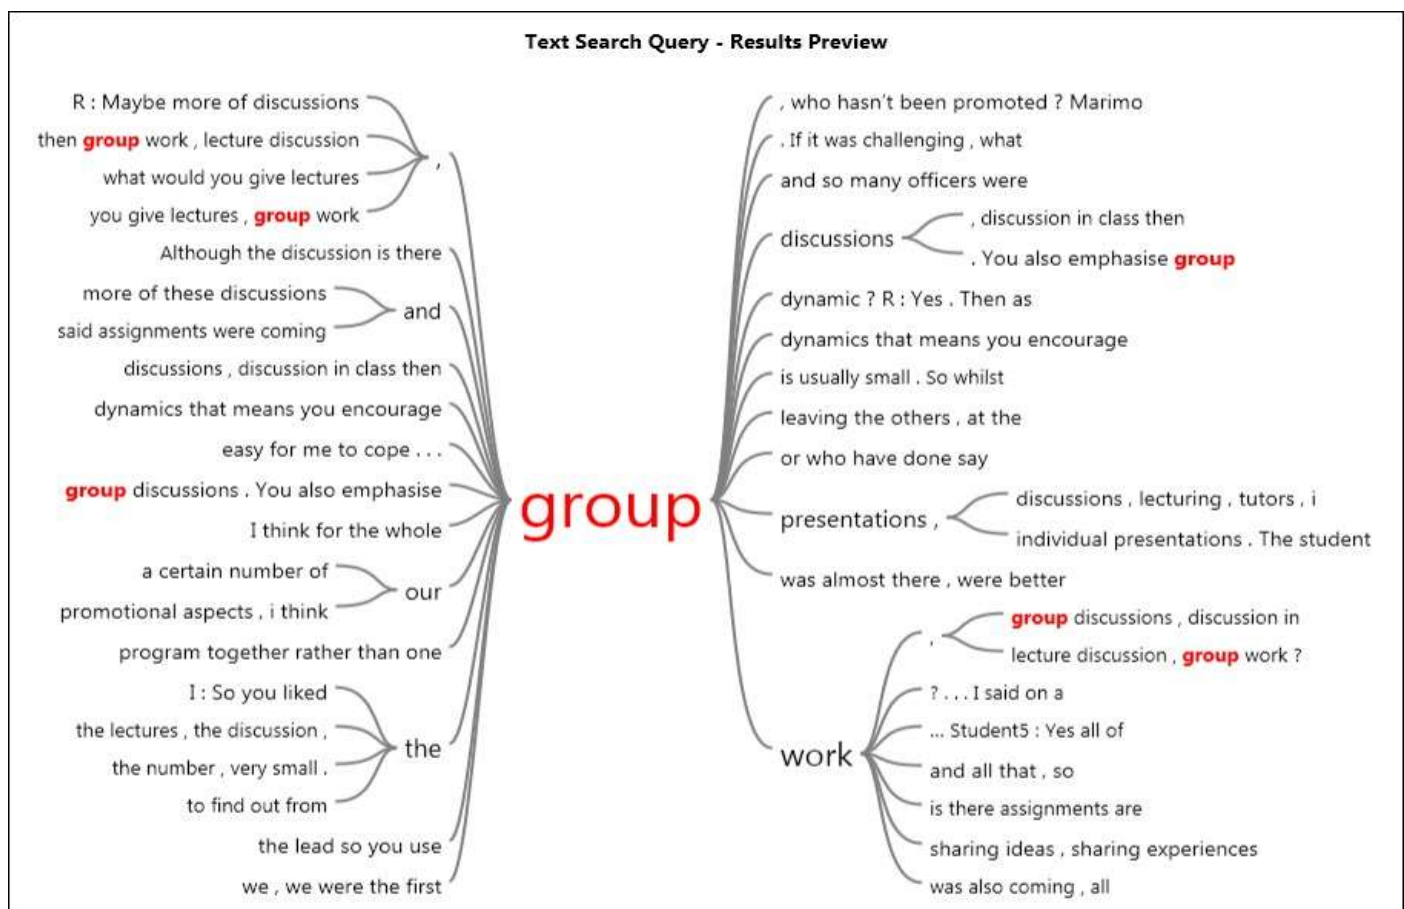 Text Search Query - Results Preview
R : Maybe more of discussions
then group work , lecture discussion
what would you give lectures
you give lectures , group work
,
Although the discussion is there
more of these discussions
said assignments were coming
and
discussions , discussion in class then
dynamics that means you encourage
easy for me to cope . . .
group discussions . You also emphasise
I think for the whole
a certain number of
promotional aspects , i think
our
program together rather than one
I : So you liked
the lectures , the discussion ,
the number , very small .
to find out from
the
the lead so you use
we , we were the first
group
, who hasn't been promoted ? Marimo
. If it was challenging , what
and so many officers were
discussions
, discussion in class then
. You also emphasise group
dynamic ? R : Yes . Then as
dynamics that means you encourage
is usually small . So whilst
leaving the others , at the
or who have done say
presentations ,
discussions , lecturing , tutors , i
individual presentations . The student
was almost there , were better
work
,
group discussions , discussion in
lecture discussion , group work ?
? . . . I said on a
... Student5 : Yes all of
and all that , so
is there assignments are
sharing ideas , sharing experiences
was also coming , all